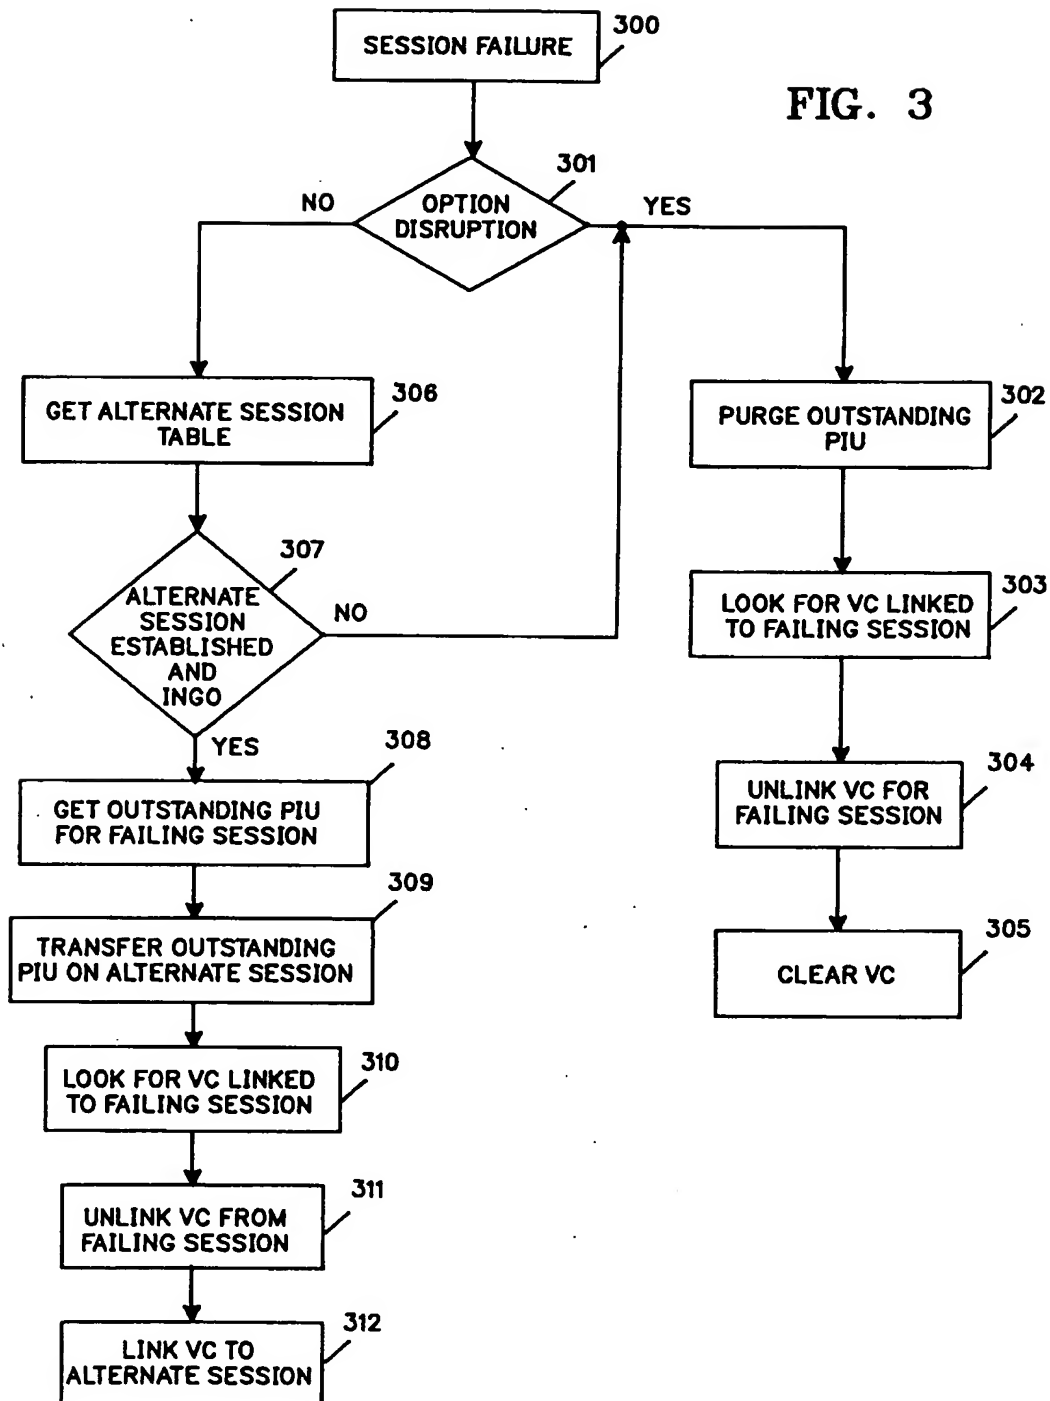 300
SESSION FAILURE
FIG. 3
301
OPTION
DISRUPTION
NO
YES
306
GET ALTERNATE SESSION
TABLE
302
PURGE OUTSTANDING
PIU
307
ALTERNATE
SESSION
ESTABLISHED
AND
INGO
NO
YES
303
LOOK FOR VC LINKED
TO FAILING SESSION
308
GET OUTSTANDING PIU
FOR FAILING SESSION
304
UNLINK VC FOR
FAILING SESSION
309
TRANSFER OUTSTANDING
PIU ON ALTERNATE SESSION
305
CLEAR VC
310
LOOK FOR VC LINKED
TO FAILING SESSION
311
UNLINK VC FROM
FAILING SESSION
312
LINK VC TO
ALTERNATE SESSION